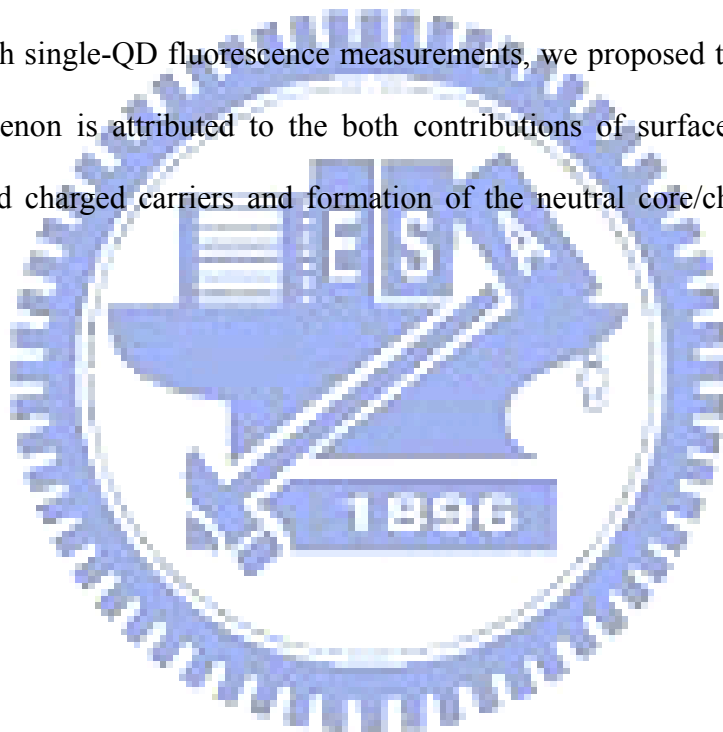 h single-QD fluorescence measurements, we proposed t
enon is attributed to the both contributions of surface
d charged carriers and formation of the neutral core/ch
E S A
1896